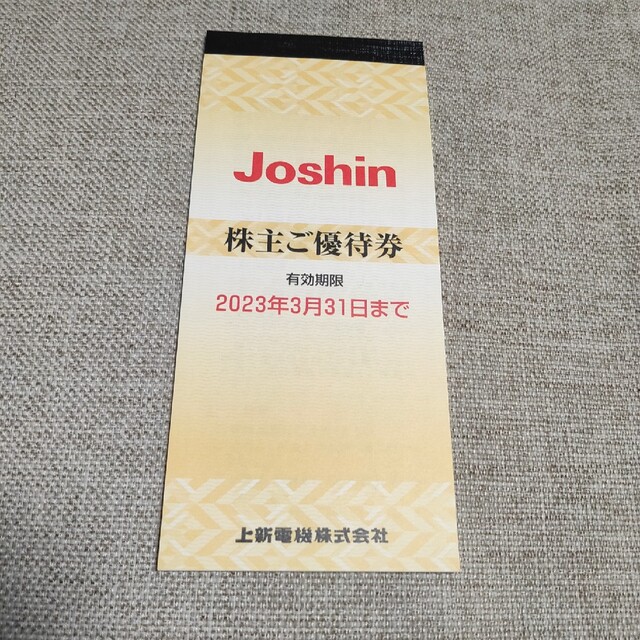 Joshin
株主ご優待券
有効期限
2023年3月31日まで
上新電機株式会社